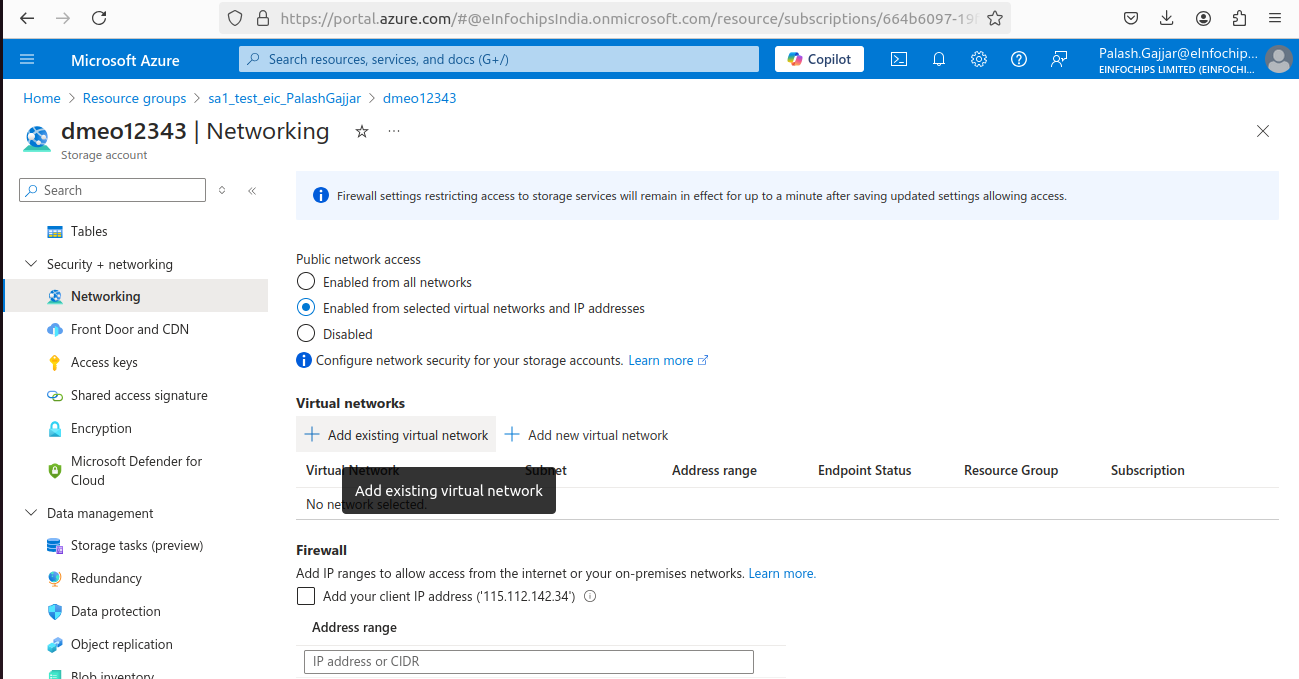 https://portal.azure.com/#@eInfochipsIndia.onmicrosoft.com/resource/subscriptions/664b6097-19
Microsoft Azure
Search resources, services, and docs (G+/)
Copilot
Palash.Gajjar@eInfochip...
EINFOCHIPS LIMITED (EINFOCHI...
Home > Resource groups > sa1_test_eic_PalashGajjar > dmeo12343
dmeo12343 | Networking
Storage account
Search
Tables
Security + networking
Networking
Front Door and CDN
Access keys
Shared access signature
Encryption
Microsoft Defender for
Cloud
Data management
Storage tasks (preview)
Redundancy
Data protection
Object replication
Blob inventory
Firewall settings restricting access to storage services will remain in effect for up to a minute after saving updated settings allowing access.
Public network access
Enabled from all networks
Enabled from selected virtual networks and IP addresses
Disabled
Configure network security for your storage accounts. Learn more
Virtual networks
Add existing virtual network
Add new virtual network
Virtual Network Subnet Address range Endpoint Status Resource Group Subscription
Add existing virtual network
No network selected.
Firewall
Add IP ranges to allow access from the internet or your on-premises networks. Learn more.
Add your client IP address ('115.112.142.34')
Address range
IP address or CIDR